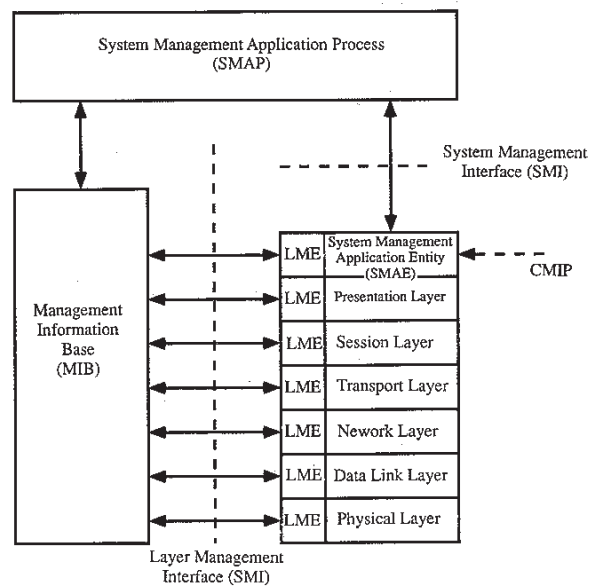 System Management Application Process
(SMAP)
System Management
Interface (SMI)
LME
System Management
Application Entity
(SMAE)
CMIP
LME
Presentation Layer
Management
Information
Base
(MIB)
LME
Session Layer
LME
Transport Layer
LME
Nework Layer
LME
Data Link Layer
LME
Physical Layer
Layer Management
Interface (SMI)